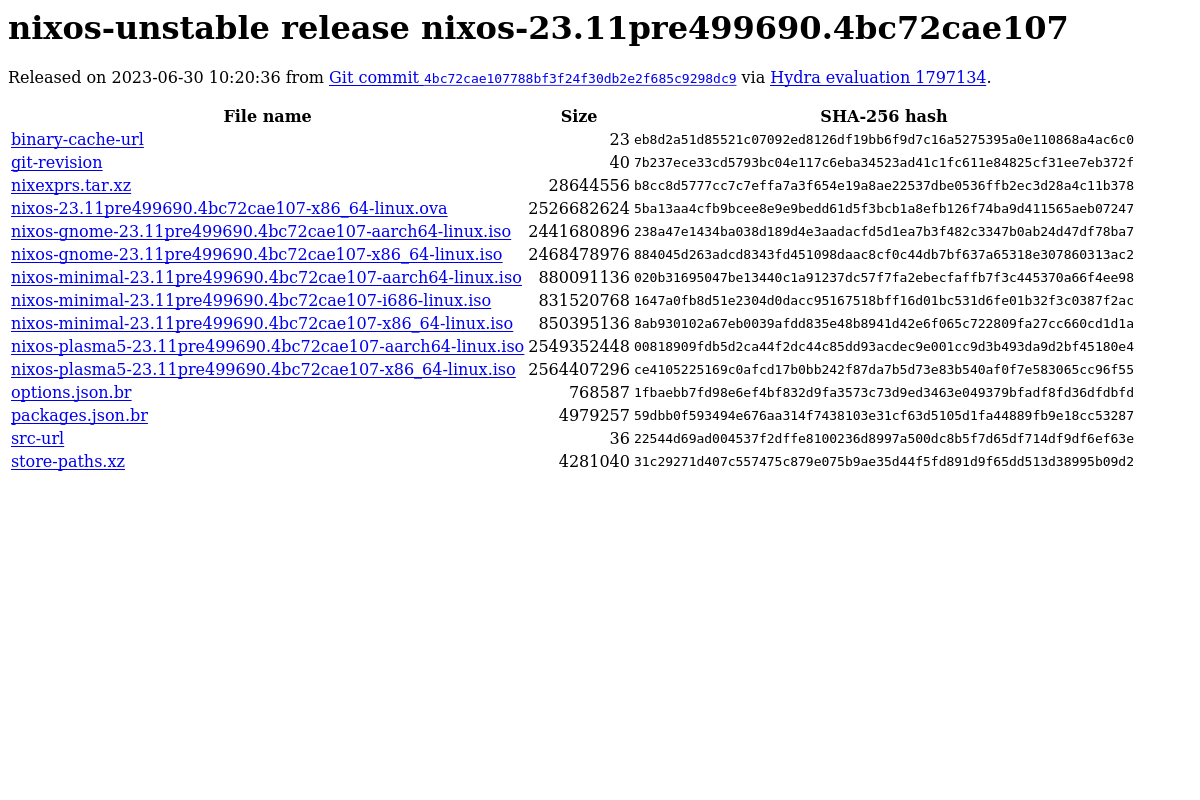 nixos-unstable release nixos-23.11pre499690.4bc72cae107
Released on 2023-06-30 10:20:36 from Git commit 4bc72cae107788bf3f24f30db2e2f685c9298dc9 via Hydra evaluation 1797134.
File name Size SHA-256 hash
binary-cache-url 23 eb8d2a51d85521c07092ed8126df19bb6f9d7c16a5275395a0e110868a4ac6c0
git-revision 40 7b237ece33cd5793bc04e117c6eba34523ad41c1fc611e84825cf31ee7eb372f
nixexprs.tar.xz 28644556 b8cc8d5777cc7c7effa7a3f654e19a8ae22537dbe0536ffb2ec3d28a4c11b378
nixos-23.11pre499690.4bc72cae107-x86_64-linux.ova 2526682624 5ba13aa4cfb9bcee8e9e9bedd61d5f3bcb1a8efb126f74ba9d411565aeb07247
nixos-gnome-23.11pre499690.4bc72cae107-aarch64-linux.iso 2441680896 238a47e1434ba038d189d4e3aadacfd5d1ea7b3f482c3347b0ab24d47df78ba7
nixos-gnome-23.11pre499690.4bc72cae107-x86_64-linux.iso 2468478976 884045d263adcd8343fd451098daac8cf0c44db7bf637a65318e307860313ac2
nixos-minimal-23.11pre499690.4bc72cae107-aarch64-linux.iso 880091136 020b31695047be13440c1a91237dc57f7fa2ebecfaffb7f3c445370a66f4ee98
nixos-minimal-23.11pre499690.4bc72cae107-i686-linux.iso 831520768 1647a0fb8d51e2304d0dacc95167518bff16d01bc531d6fe01b32f3c0387f2ac
nixos-minimal-23.11pre499690.4bc72cae107-x86_64-linux.iso 850395136 8ab930102a67eb0039afdd835e48b8941d42e6f065c722809fa27cc660cd1d1a
nixos-plasma5-23.11pre499690.4bc72cae107-aarch64-linux.iso 2549352448 00818909fdb5d2ca44f2dc44c85dd93acdec9e001cc9d3b493da9d2bf45180e4
nixos-plasma5-23.11pre499690.4bc72cae107-x86_64-linux.iso 2564407296 ce4105225169c0afcd17b0bb242f87da7b5d73e83b540af0f7e583065cc96f55
options.json.br 768587 1fbaebb7fd98e6ef4bf832d9fa3573c73d9ed3463e049379bfadf8fd36dfdbfd
packages.json.br 4979257 59dbb0f593494e676aa314f7438103e31cf63d5105d1fa44889fb9e18cc53287
src-url 36 22544d69ad004537f2dffe8100236d8997a500dc8b5f7d65df714df9df6ef63e
store-paths.xz 4281040 31c29271d407c557475c879e075b9ae35d44f5fd891d9f65dd513d38995b09d2